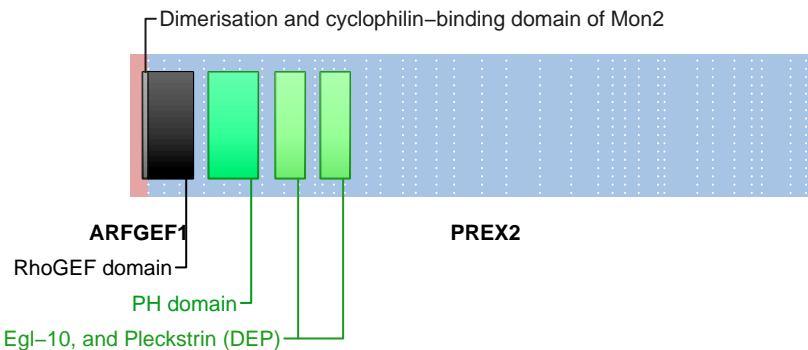 Dimerisation and cyclophilin−binding domain of Mon2
ARFGEF1
PREX2
RhoGEF domain
PH domain
Egl−10, and Pleckstrin (DEP)